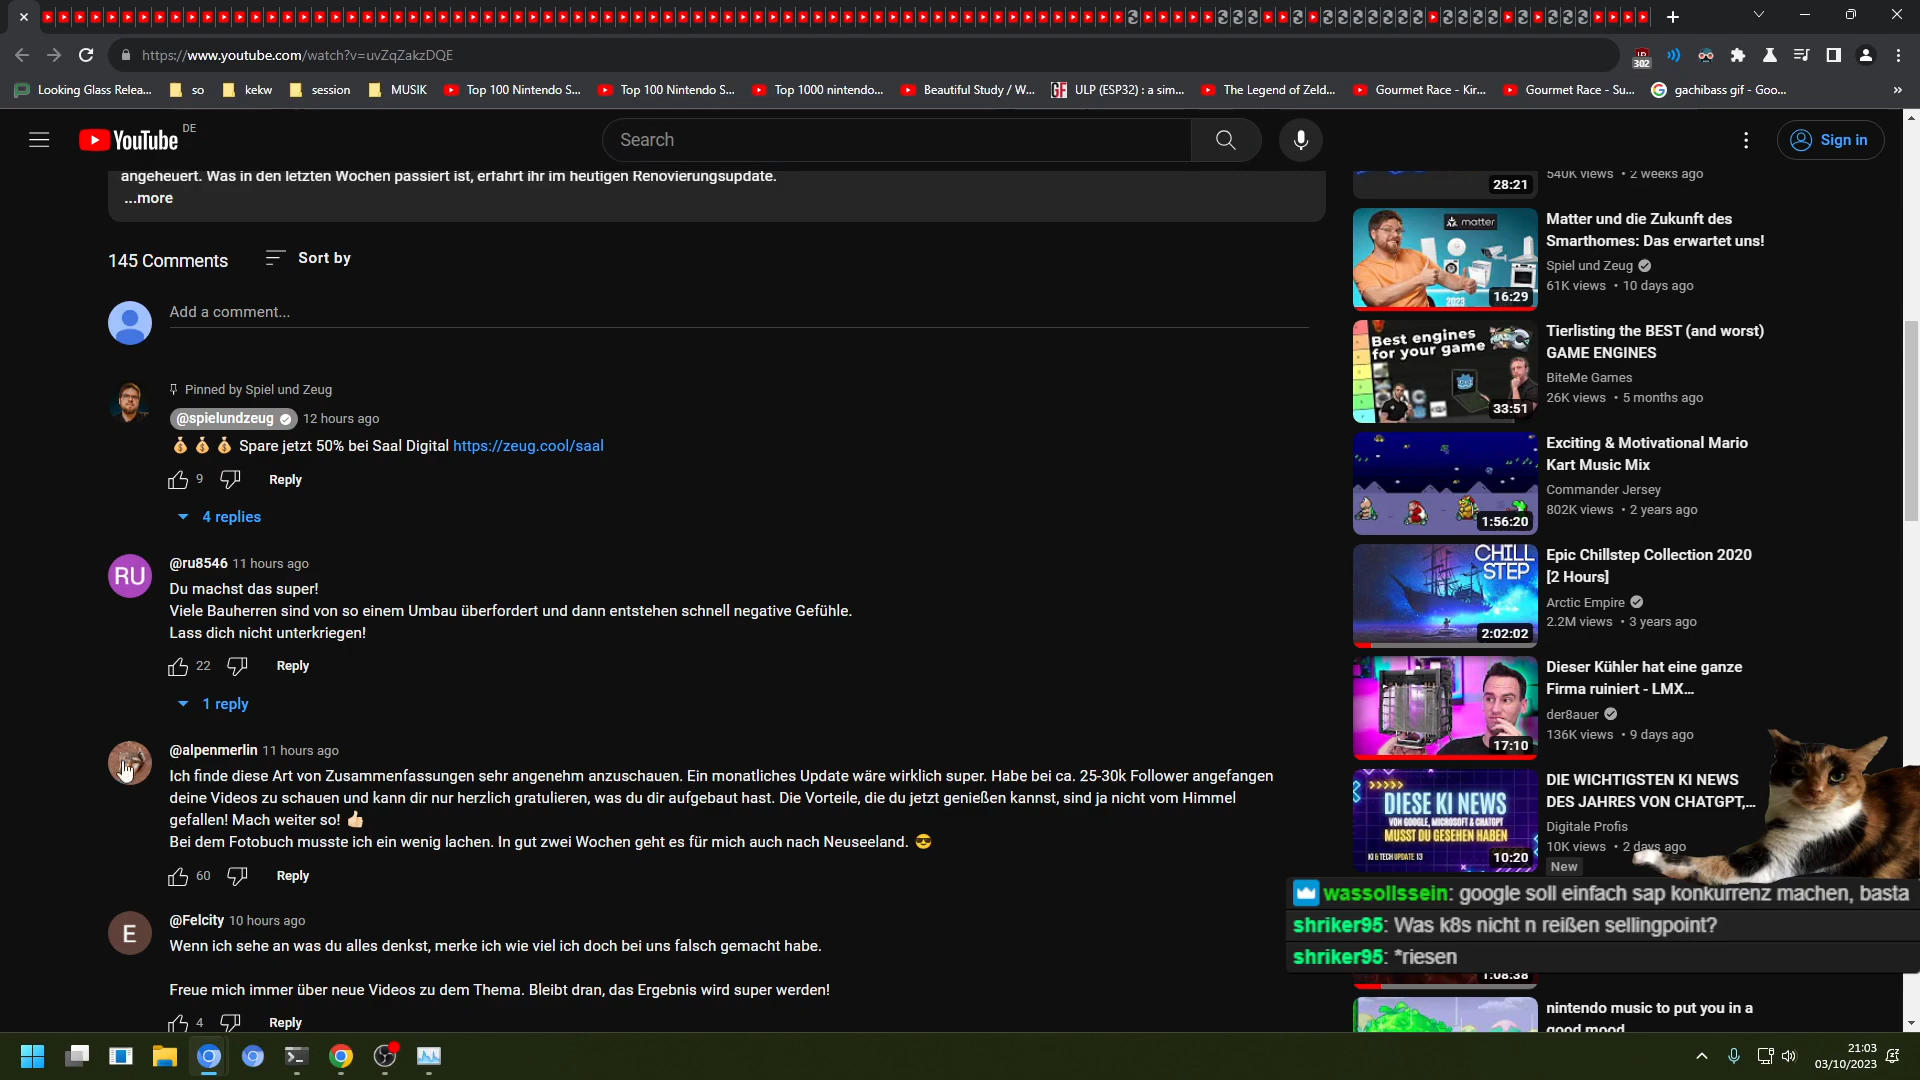 302
https://www.youtube.com/watch?v=uvZqZakzDQE
Looking Glass Relea...
so
kekw
session
MUSIK
Top 100 Nintendo S...
Top 100 Nintendo S...
Top 1000 nintendo...
Beautiful Study / W...
ULP (ESP32) : a sim...
The Legend of Zeld...
Gourmet Race - Kir...
Gourmet Race - Su...
gachibass gif - Goo...
YouTube DE
Search
Sign in
angeheuert. Was in den letzten Wochen passiert ist, erfahrt ihr im heutigen Renovierungsupdate.
...more
145 Comments
Sort by
Add a comment...
Pinned by Spiel und Zeug
@spielundzeug 12 hours ago
💰 💰 💰 Spare jetzt 50% bei Saal Digital https://zeug.cool/saal
9 Reply
4 replies
RU
@ru8546 11 hours ago
Du machst das super!
Viele Bauherren sind von so einem Umbau überfordert und dann entstehen schnell negative Gefühle.
Lass dich nicht unterkriegen!
22 Reply
1 reply
@alpenmerlin 11 hours ago
Ich finde diese Art von Zusammenfassungen sehr angenehm anzuschauen. Ein monatliches Update wäre wirklich super. Habe bei ca. 25-30k Follower angefangen
deine Videos zu schauen und kann dir nur herzlich gratulieren, was du dir aufgebaut hast. Die Vorteile, die du jetzt genießen kannst, sind ja nicht vom Himmel
gefallen! Mach weiter so! 👍🏻
Bei dem Fotobuch musste ich ein wenig lachen. In gut zwei Wochen geht es für mich auch nach Neuseeland. 😎
60 Reply
E
@Felcity 10 hours ago
Wenn ich sehe an was du alles denkst, merke ich wie viel ich doch bei uns falsch gemacht habe.
Freue mich immer über neue Videos zu dem Thema. Bleibt dran, das Ergebnis wird super werden!
4 Reply
28:21
540K views • 2 weeks ago
matter
2023
16:29
Matter und die Zukunft des
Smarthomes: Das erwartet uns!
Spiel und Zeug
61K views • 10 days ago
Best engines
for your game
33:51
Tierlisting the BEST (and worst)
GAME ENGINES
BiteMe Games
26K views • 5 months ago
1:56:20
Exciting & Motivational Mario
Kart Music Mix
Commander Jersey
802K views • 2 years ago
CHILL
STEP
2:02:02
Epic Chillstep Collection 2020
[2 Hours]
Arctic Empire
2.2M views • 3 years ago
17:10
Dieser Kühler hat eine ganze
Firma ruiniert - LMX...
der8auer
136K views • 9 days ago
DIESE KI NEWS
VON GOOGLE, MICROSOFT & CHATGPT
MUSST DU GESEHEN HABEN
KI & TECH UPDATE 13
10:20
DIE WICHTIGSTEN KI NEWS
DES JAHRES VON CHATGPT,...
Digitale Profis
10K views • 2 days ago
New
wassollssein: google soll einfach sap konkurrenz machen, basta
shriker95: Was k8s nicht n reißen sellingpoint?
shriker95: *riesen
1:08:38
nintendo music to put you in a
good mood
21:03
03/10/2023